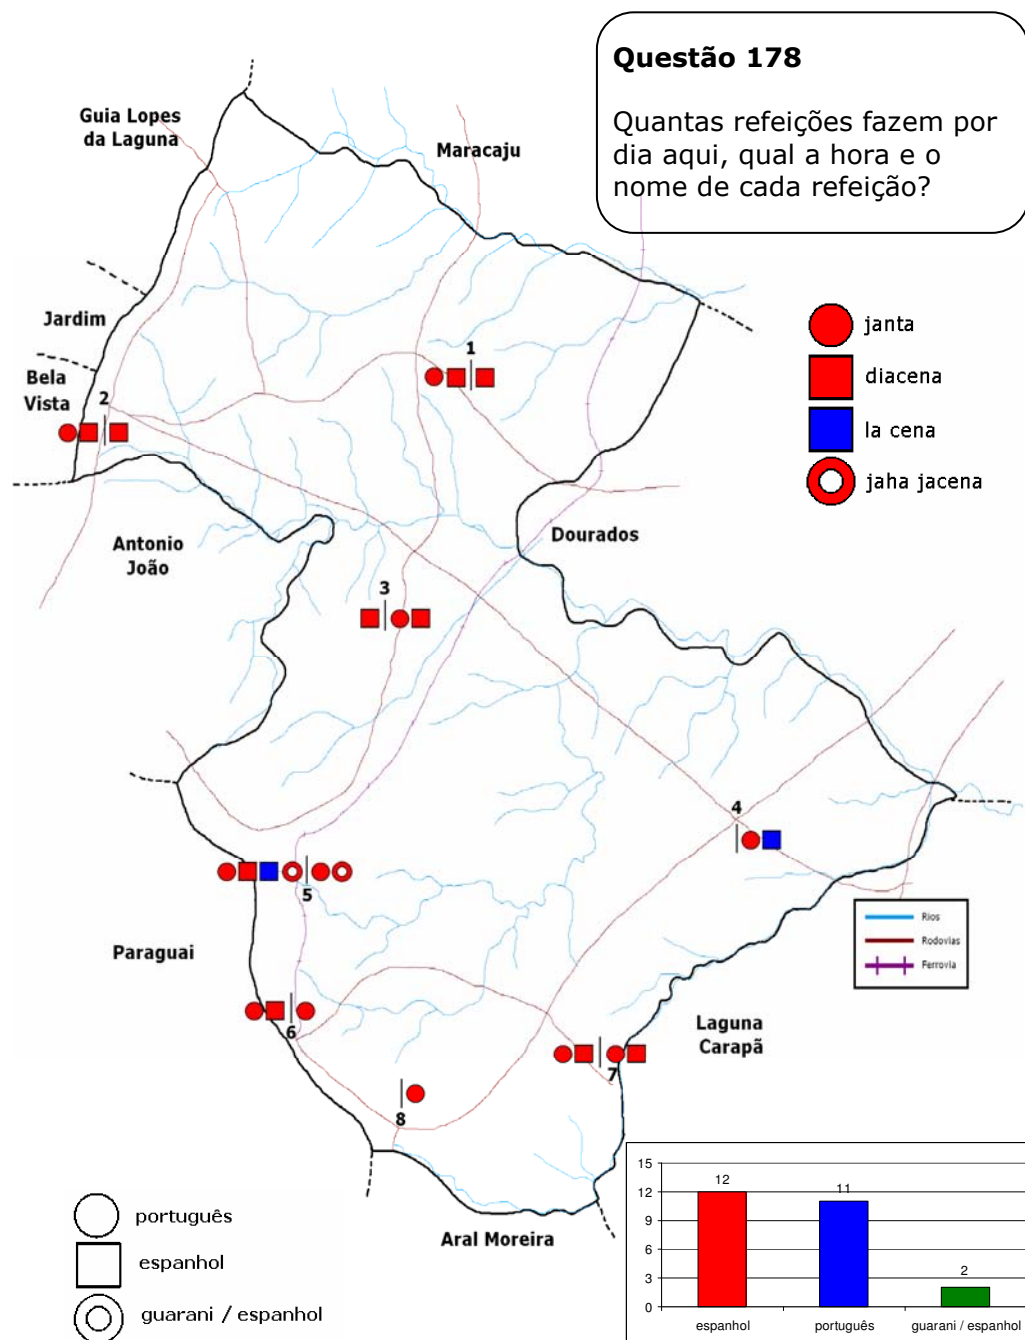 Questão 178
Quantas refeições fazem por
dia aqui, qual a hora e o
nome de cada refeição?
Guia Lopes
da Laguna
Maracaju
Jardim
Bela
Vista
1
2
janta
diacena
la cena
jaha jacena
Antonio
João
Dourados
3
4
5
Paraguai
Rios
Rodovias
Ferrovia
6
Laguna
Carapã
7
8
Aral Moreira
português
espanhol
guarani / espanhol
15
12
9
6
3
0
12
11
2
espanhol
português
guarani / espanhol